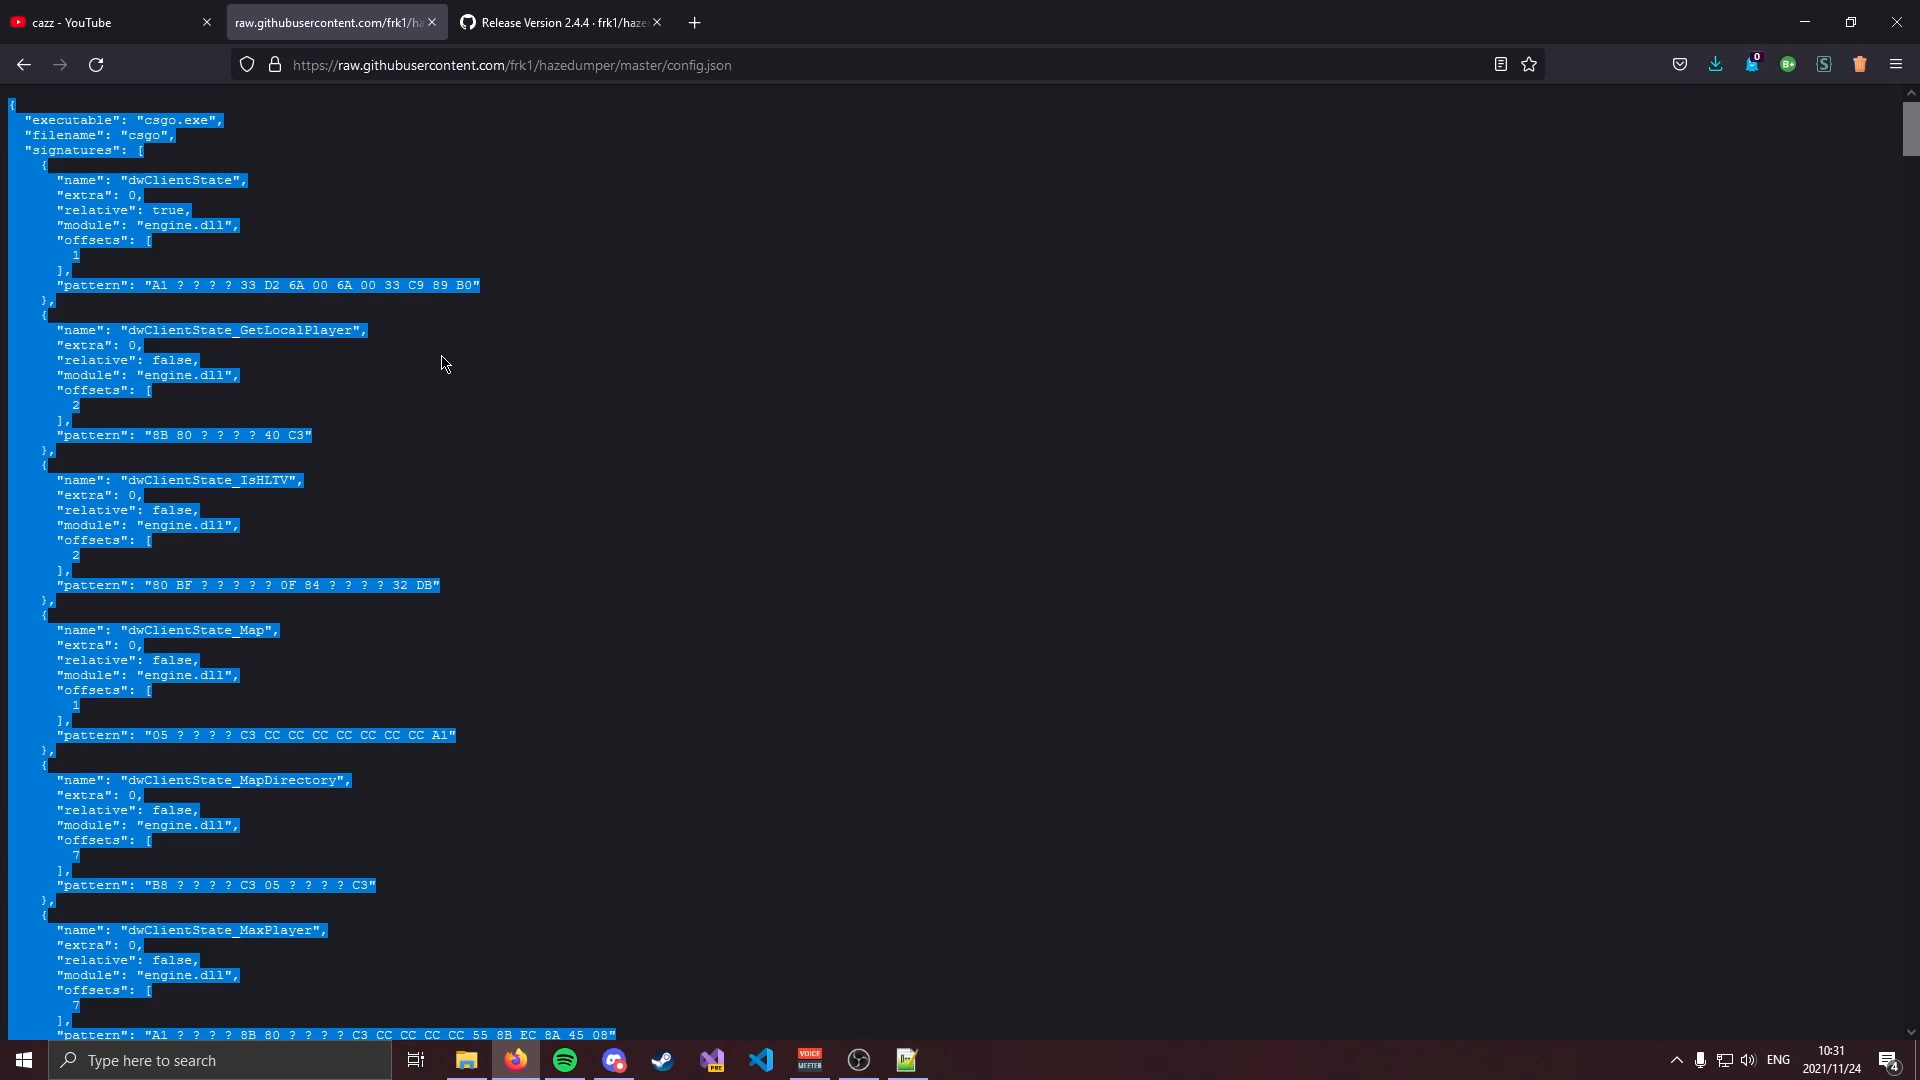 cazz - YouTube
raw.githubusercontent.com/frk1/ha
Release Version 2.4.4 · frk1/haze
https://raw.githubusercontent.com/frk1/hazedumper/master/config.json
0
B+
S
{
"executable": "csgo.exe",
"filename": "csgo",
"signatures": [
{
"name": "dwClientState",
"extra": 0,
"relative": true,
"module": "engine.dll",
"offsets": [
1
],
"pattern": "A1 ? ? ? ? 33 D2 6A 00 6A 00 33 C9 89 B0"
},
{
"name": "dwClientState_GetLocalPlayer",
"extra": 0,
"relative": false,
"module": "engine.dll",
"offsets": [
2
],
"pattern": "8B 80 ? ? ? ? 40 C3"
},
{
"name": "dwClientState_IsHLTV",
"extra": 0,
"relative": false,
"module": "engine.dll",
"offsets": [
2
],
"pattern": "80 BF ? ? ? ? ? 0F 84 ? ? ? ? 32 DB"
},
{
"name": "dwClientState_Map",
"extra": 0,
"relative": false,
"module": "engine.dll",
"offsets": [
1
],
"pattern": "05 ? ? ? ? C3 CC CC CC CC CC CC CC A1"
},
{
"name": "dwClientState_MapDirectory",
"extra": 0,
"relative": false,
"module": "engine.dll",
"offsets": [
7
],
"pattern": "B8 ? ? ? ? C3 05 ? ? ? ? C3"
},
{
"name": "dwClientState_MaxPlayer",
"extra": 0,
"relative": false,
"module": "engine.dll",
"offsets": [
7
],
"pattern": "A1 ? ? ? ? 8B 80 ? ? ? ? C3 CC CC CC CC 55 8B EC 8A 45 08"
Type here to search
PRE
VOICE
MEETER
ENG
10:31
2021/11/24
4